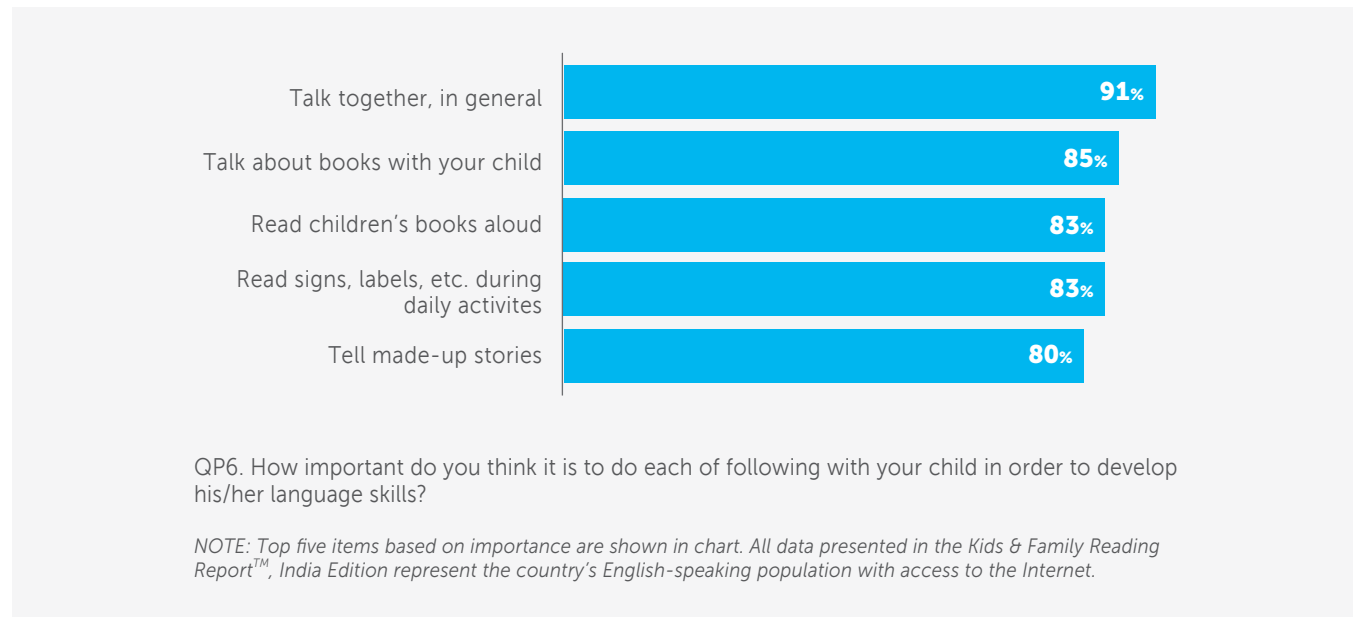 Talk together, in general
91%
Talk about books with your child
85%
Read children’s books aloud
83%
Read signs, labels, etc. during
daily activites
83%
Tell made-up stories
80%
QP6. How important do you think it is to do each of following with your child in order to develop
his/her language skills?
NOTE: Top five items based on importance are shown in chart. All data presented in the Kids & Family Reading
Report™, India Edition represent the country’s English-speaking population with access to the Internet.